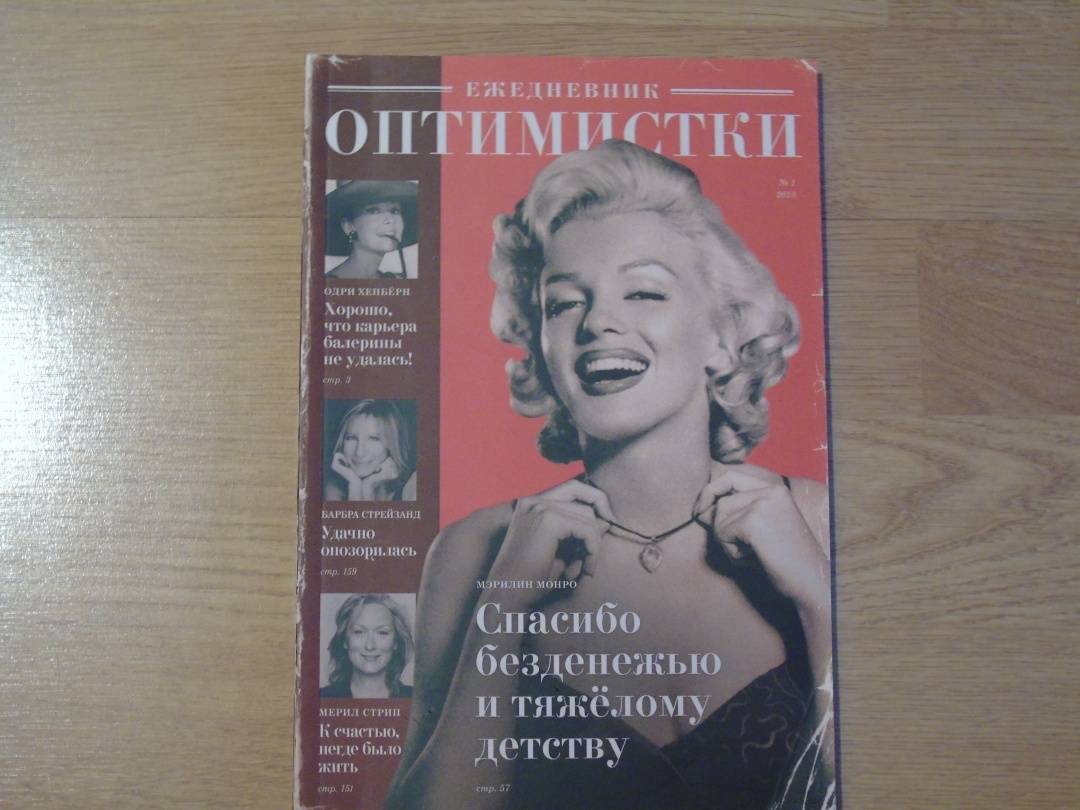 ЕЖЕДНЕВНИК
ОПТИМИСТКИ
№ 1
ОДРИ ХЕПБЁРН
Хорошо,
что карьера
балерины
не удалась!
стр. 3
БАРБРА СТРЕЙЗАНД
Удачно
опозорилась
стр. 159
МЕРИЛ СТРИП
К счастью,
негде было
жить
стр. 151
МЭРИЛИН МОНРО
Спасибо
безденежью
и тяжёлому
детству
стр. 57